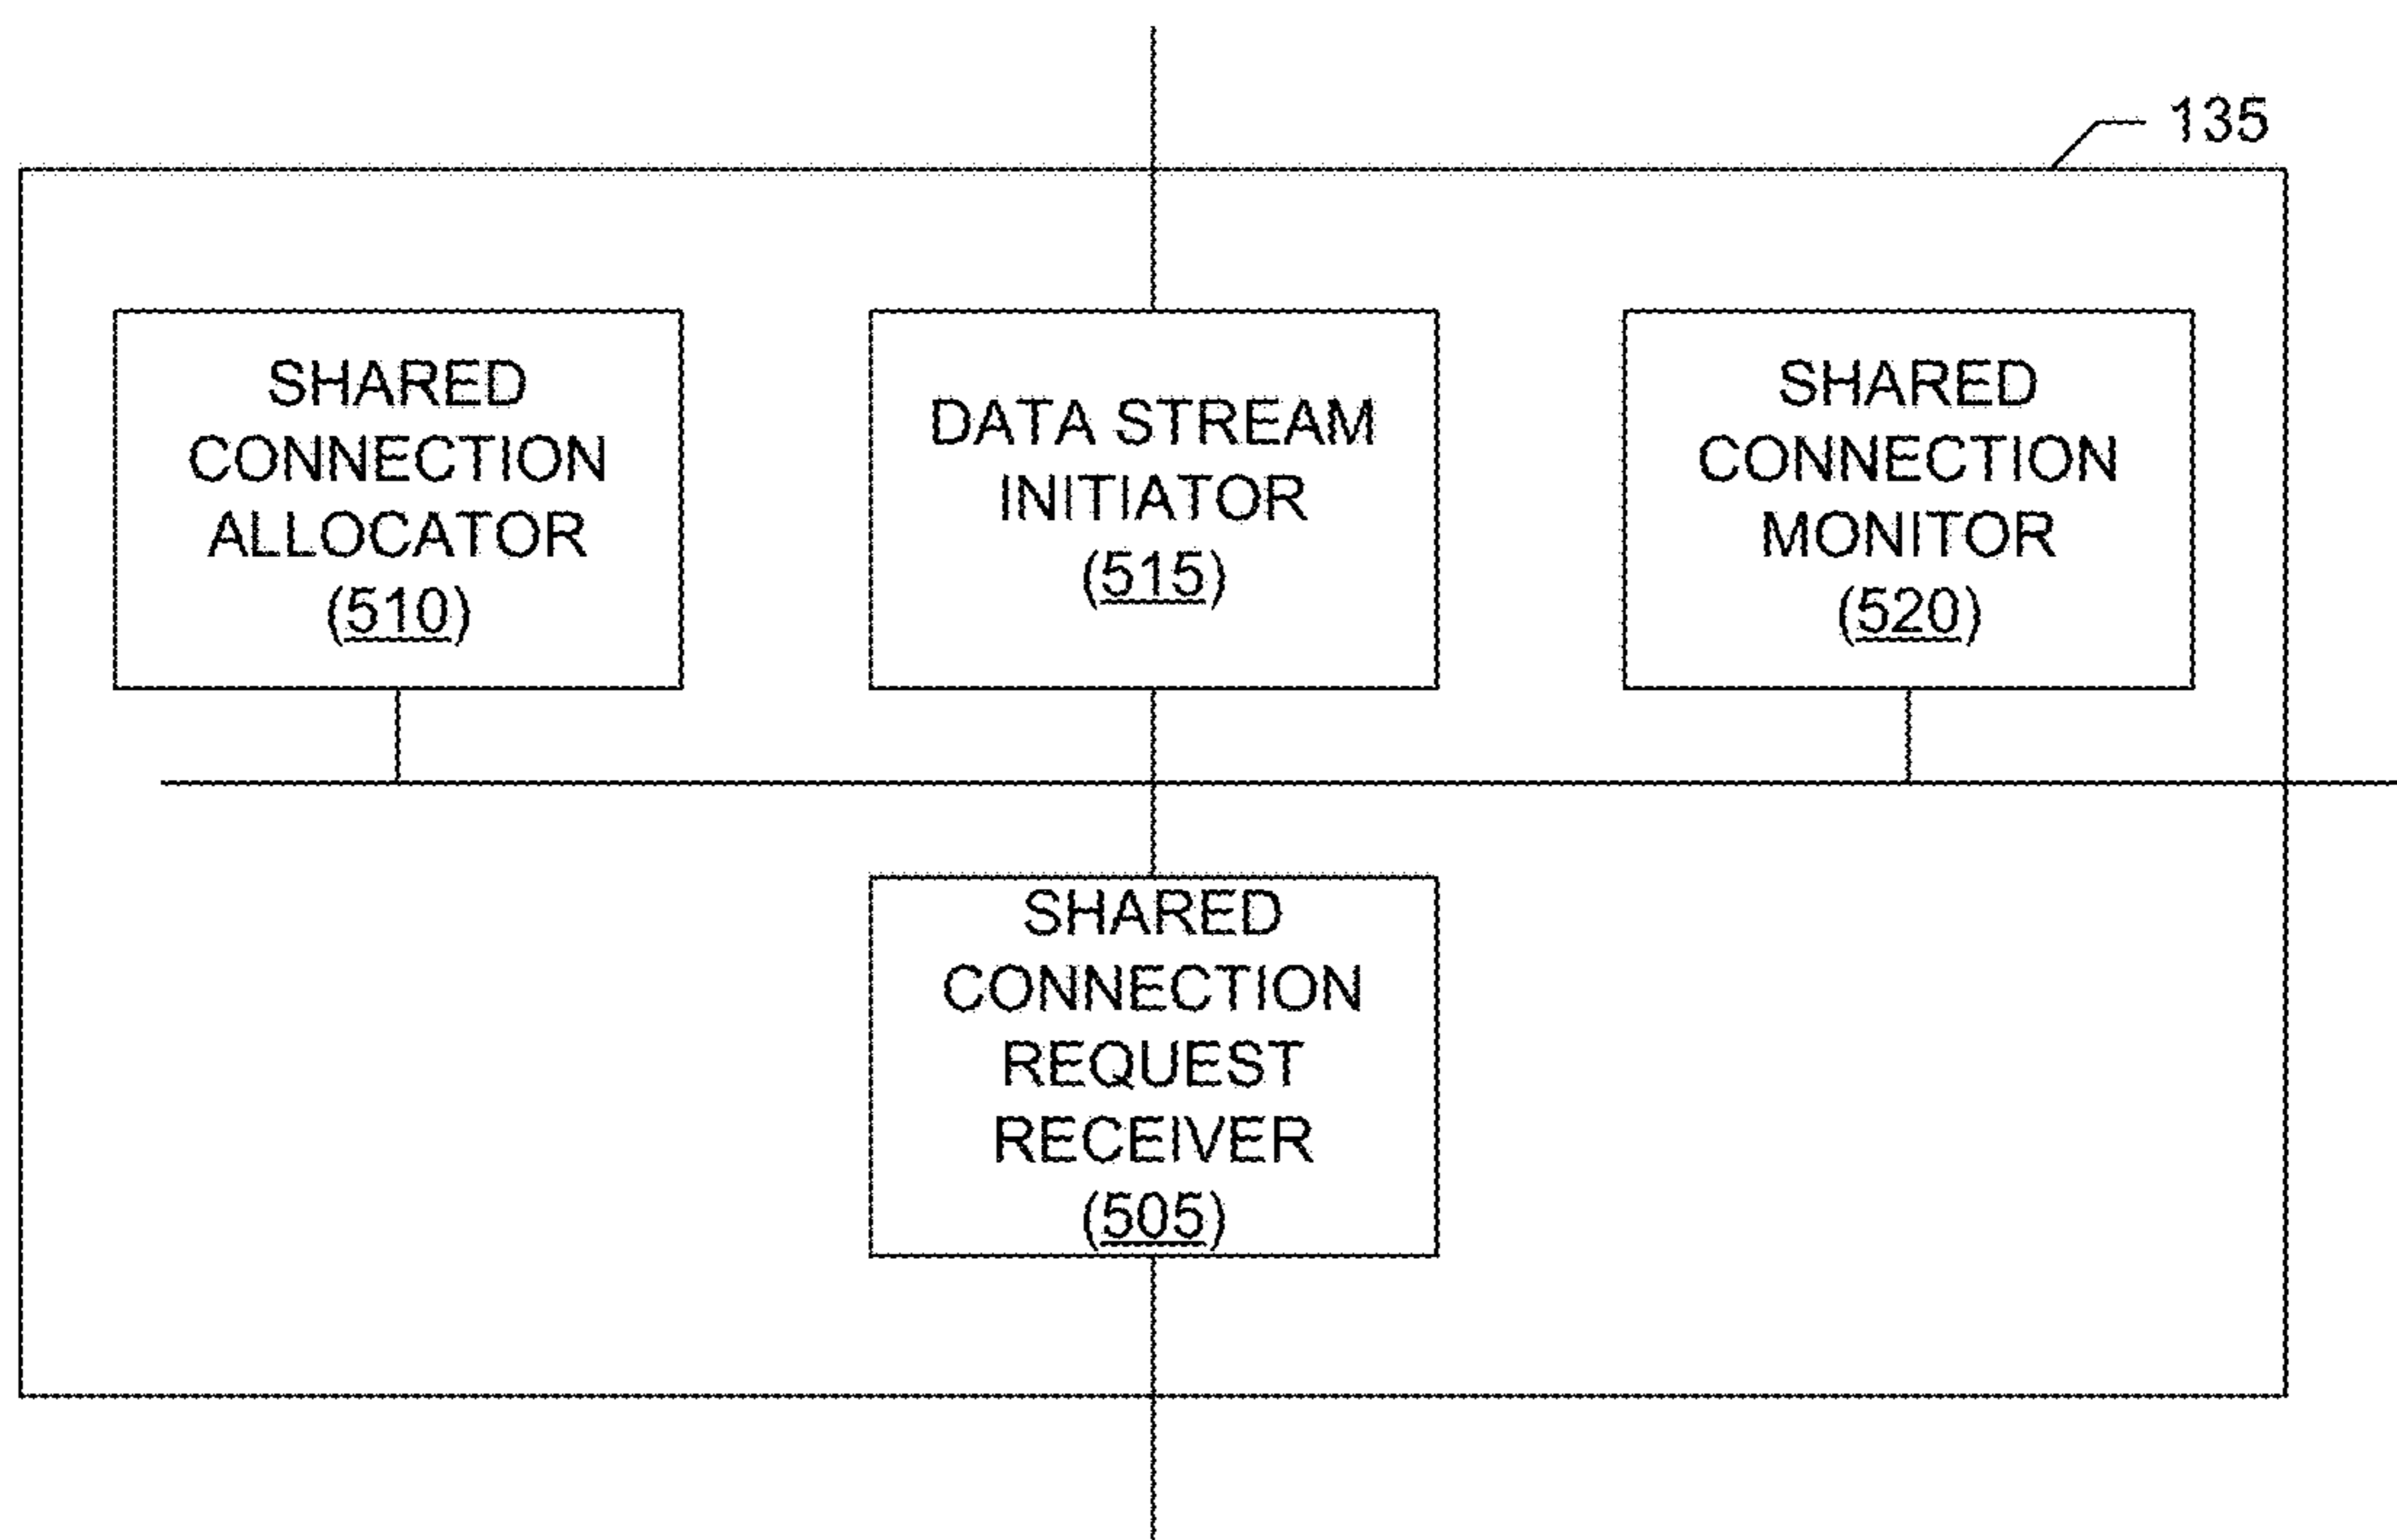 135
SHARED
CONNECTION
ALLOCATOR
(510)
DATA STREAM
INITIATOR
(515)
SHARED
CONNECTION
MONITOR
(520)
SHARED
CONNECTION
REQUEST
RECEIVER
(505)